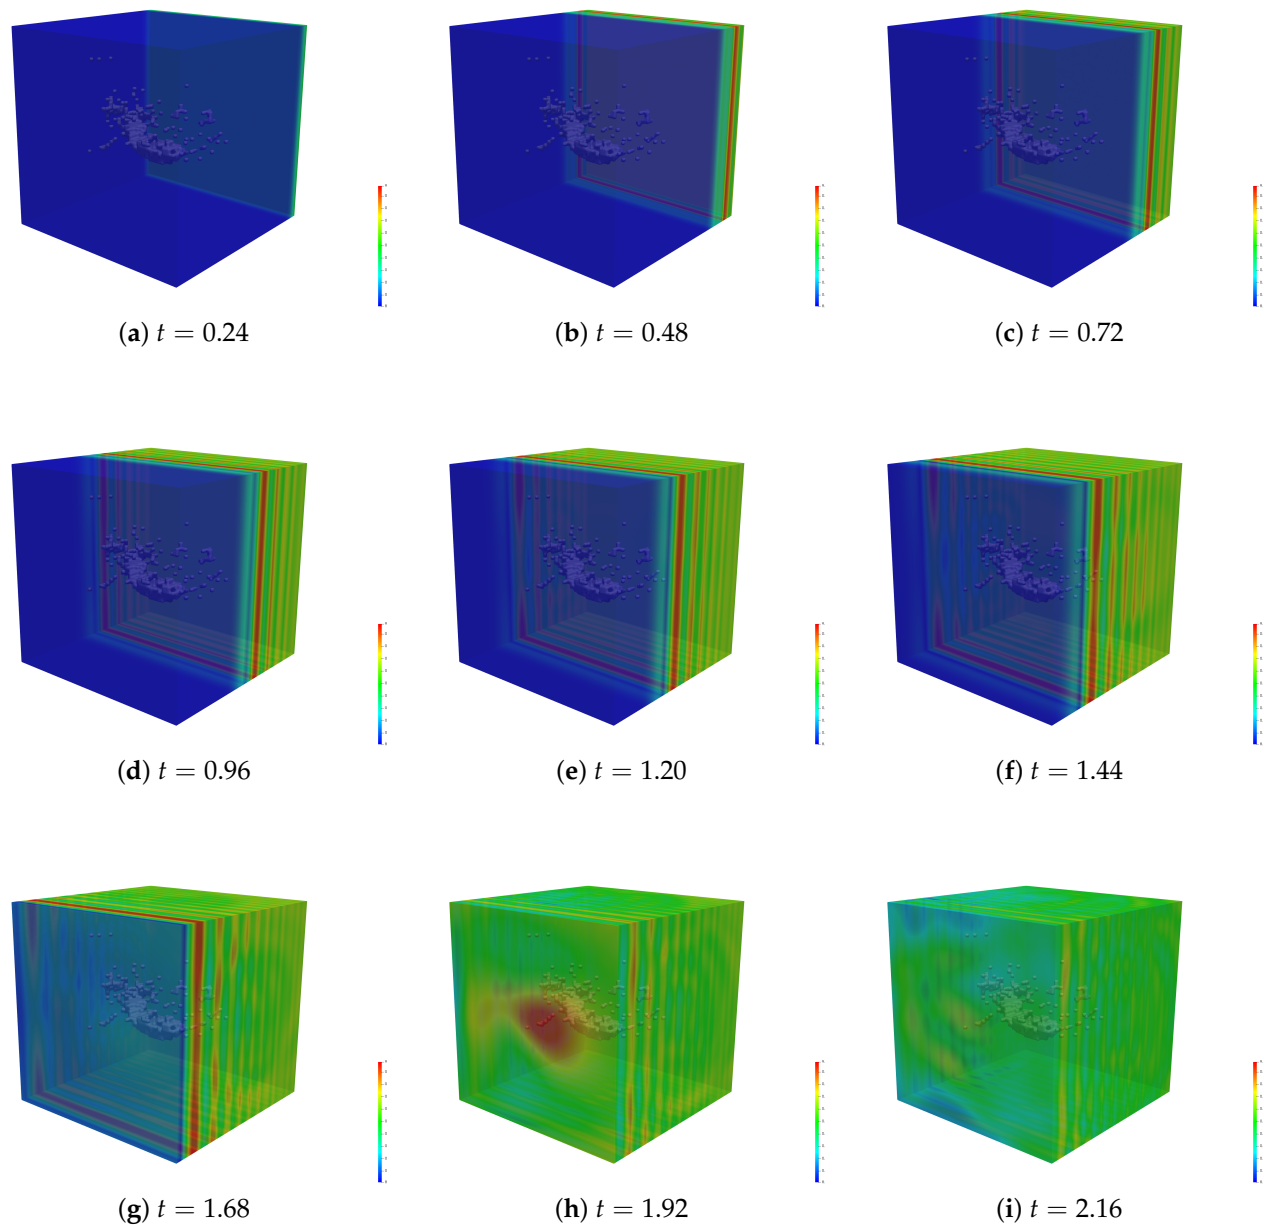 (a) t = 0.24
(b) t = 0.48
(c) t = 0.72
(d) t = 0.96
(e) t = 1.20
(f) t = 1.44
(g) t = 1.68
(h) t = 1.92
(i) t = 2.16